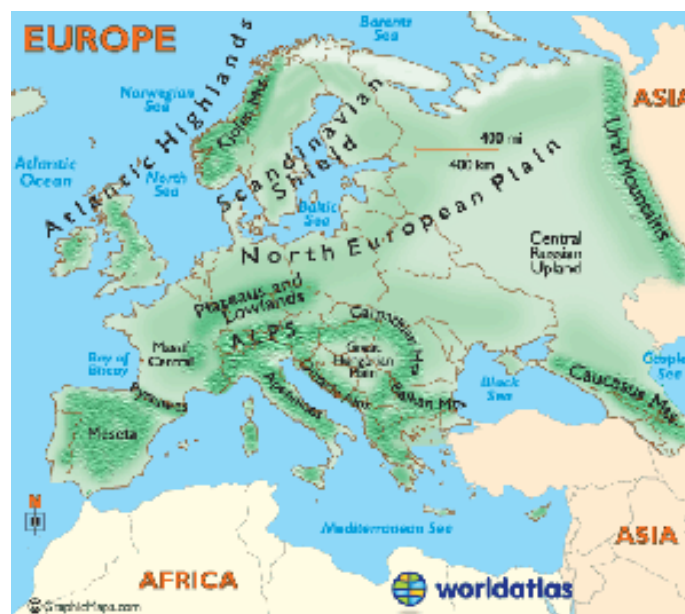 EUROPE
Barents
Sea
Norwegian
Sea
Atlantic Highlands
Kjolen Mts
Scandinavian
Shield
ASIA
Ural Mountains
400 mi
400 km
Atlantic
Ocean
North
Sea
Baltic
Sea
North European Plain
Central
Russian
Upland
Plateaus and
Lowlands
Carpathian Mts
ALPS
Massif
Central
Great
Hungarian
Plain
Bay of
Biscay
Caspian
Sea
Black
Sea
Caucasus Mts
Pyrenees
Apennines
Balkan Mts
Meseta
N
Mediterranean Sea
ASIA
AFRICA
worldatlas
©GraphicMaps.com